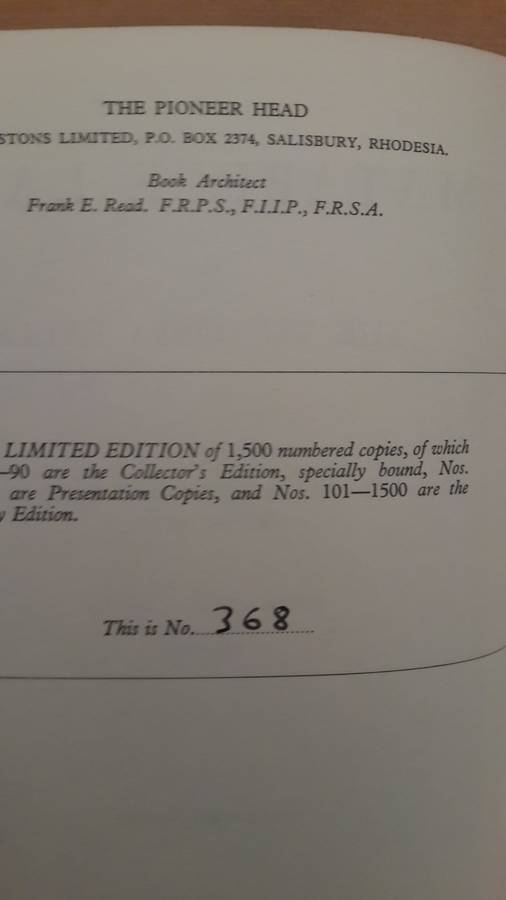 THE PIONEER HEAD
STONS LIMITED, P.O. BOX 2374, SALISBURY, RHODESIA.
Book Architect
Frank E. Read. F.R.P.S., F.I.I.P., F.R.S.A.
LIMITED EDITION of 1,500 numbered copies, of which
—90 are the Collector's Edition, specially bound, Nos.
are Presentation Copies, and Nos. 101—1500 are the
y Edition.
This is No. 368